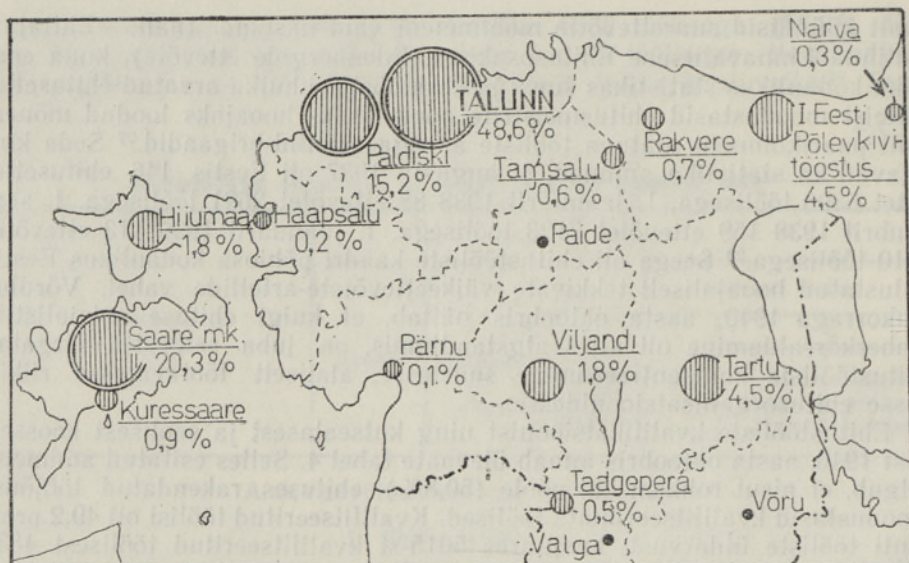 Narva
0,3%
TALLINN
48,6%
Paldiski
15,2%
Rakvere
0,7%
I Eesti
Põlevkivi-
tööstus
4,5%
Tamsalu
0,6%
Hiiumaa
1,8%
Haapsalu
0,2%
Paide
Saare mk.
20,3%
Kuressaare
0,9%
Pärnu
0,1%
Viljandi
1,8%
Tartu
4,5%
Taagepera
0,5%
Võru
Valga